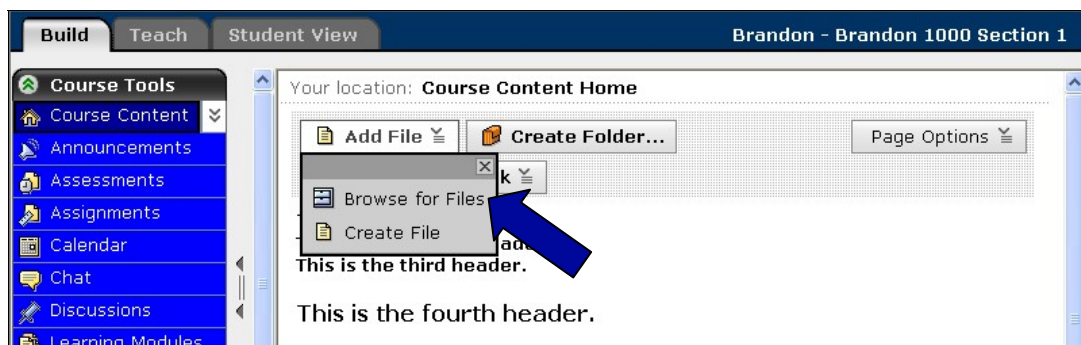 Build Teach Student View Brandon - Brandon 1000 Section 1
Course Tools
Course Content
Announcements
Assessments
Assignments
Calendar
Chat
Discussions
Learning Modules
Your location: Course Content Home
Add File Create Folder... Page Options
Browse for Files
Create File
This is the third header.
This is the fourth header.